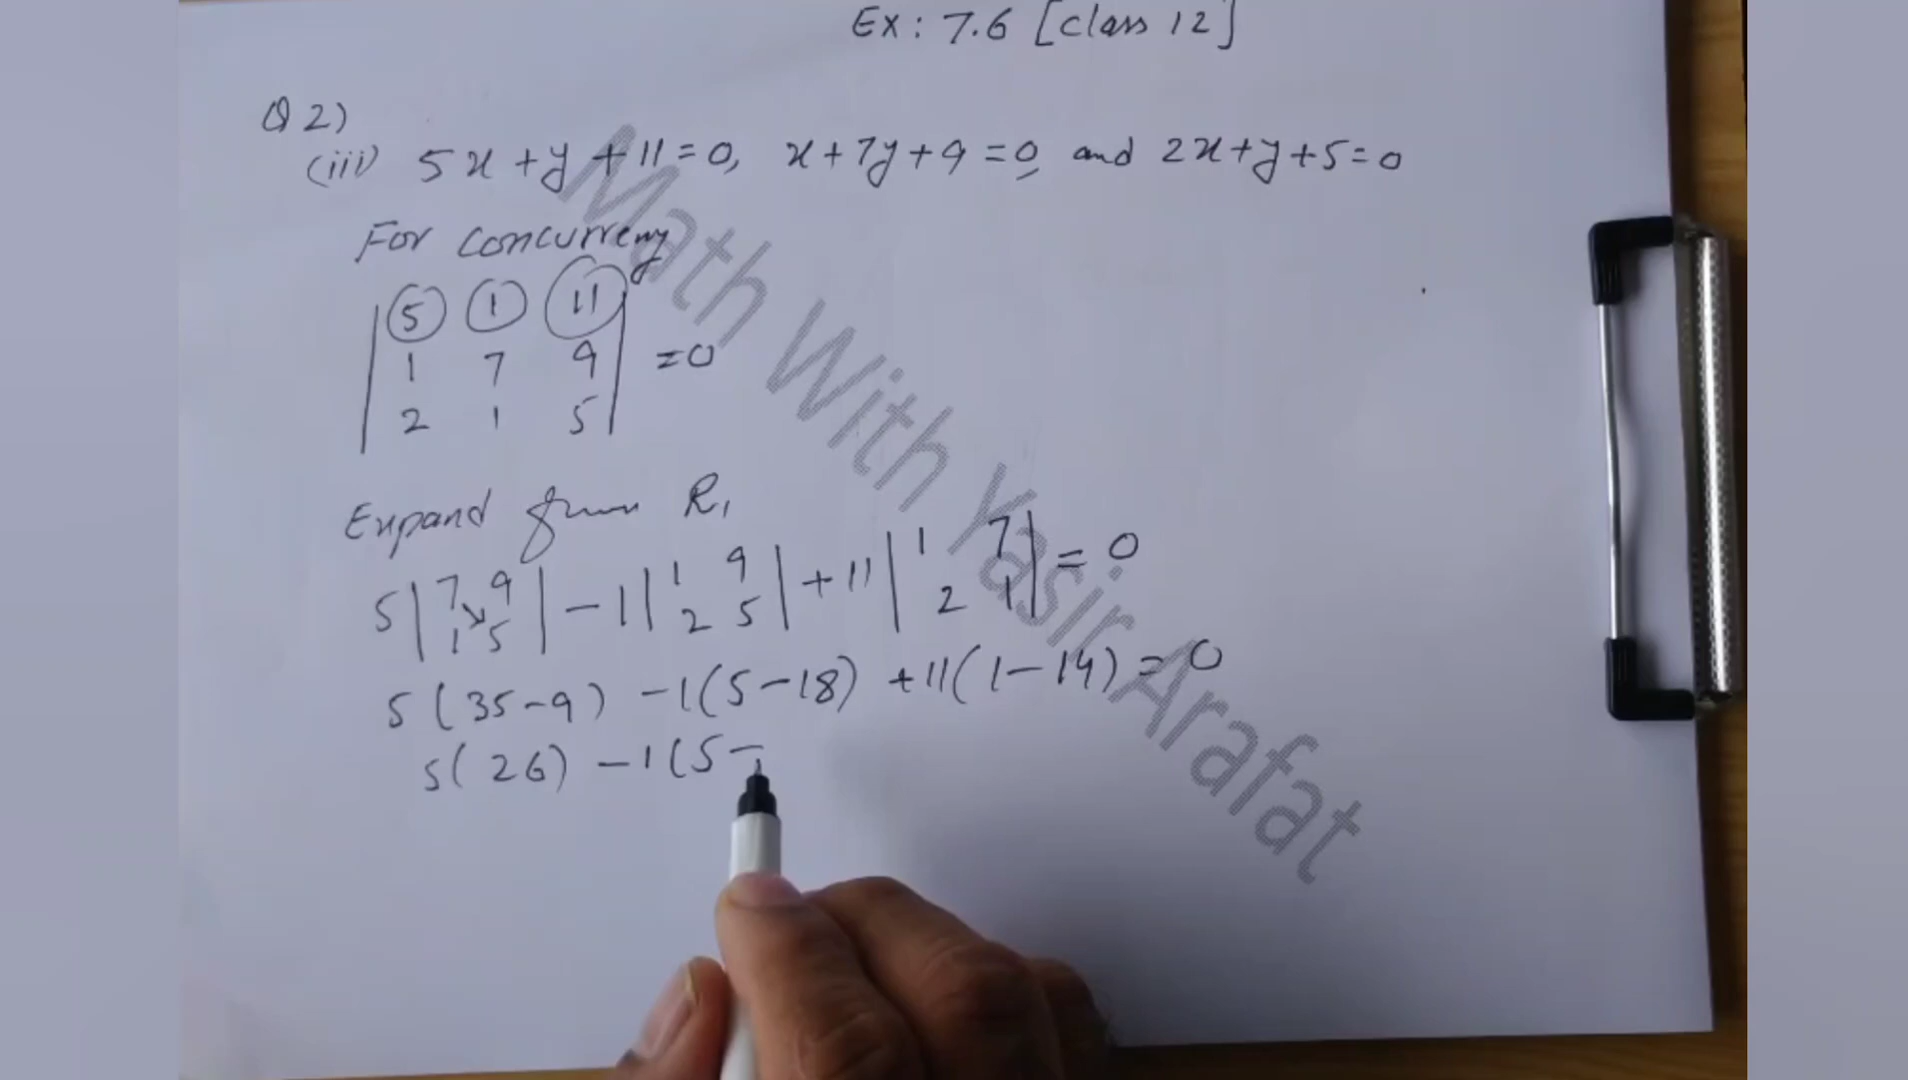 Ex: 7.6 [Class 12]
Q2)
(iii) 5x+y+11=0, x+7y+9=0, and 2x+y+5=0
For concurrency
|5 1 11|
|1 7 9| =0
|2 1 5|
Expand from R₁
5|7 9| -1|1 9| +11|1 7| = 0
|1 5| |2 5| |2 1|
5(35-9) -1(5-18) +11(1-14) = 0
5(26) -1(5-
Math With Yasir Arafat